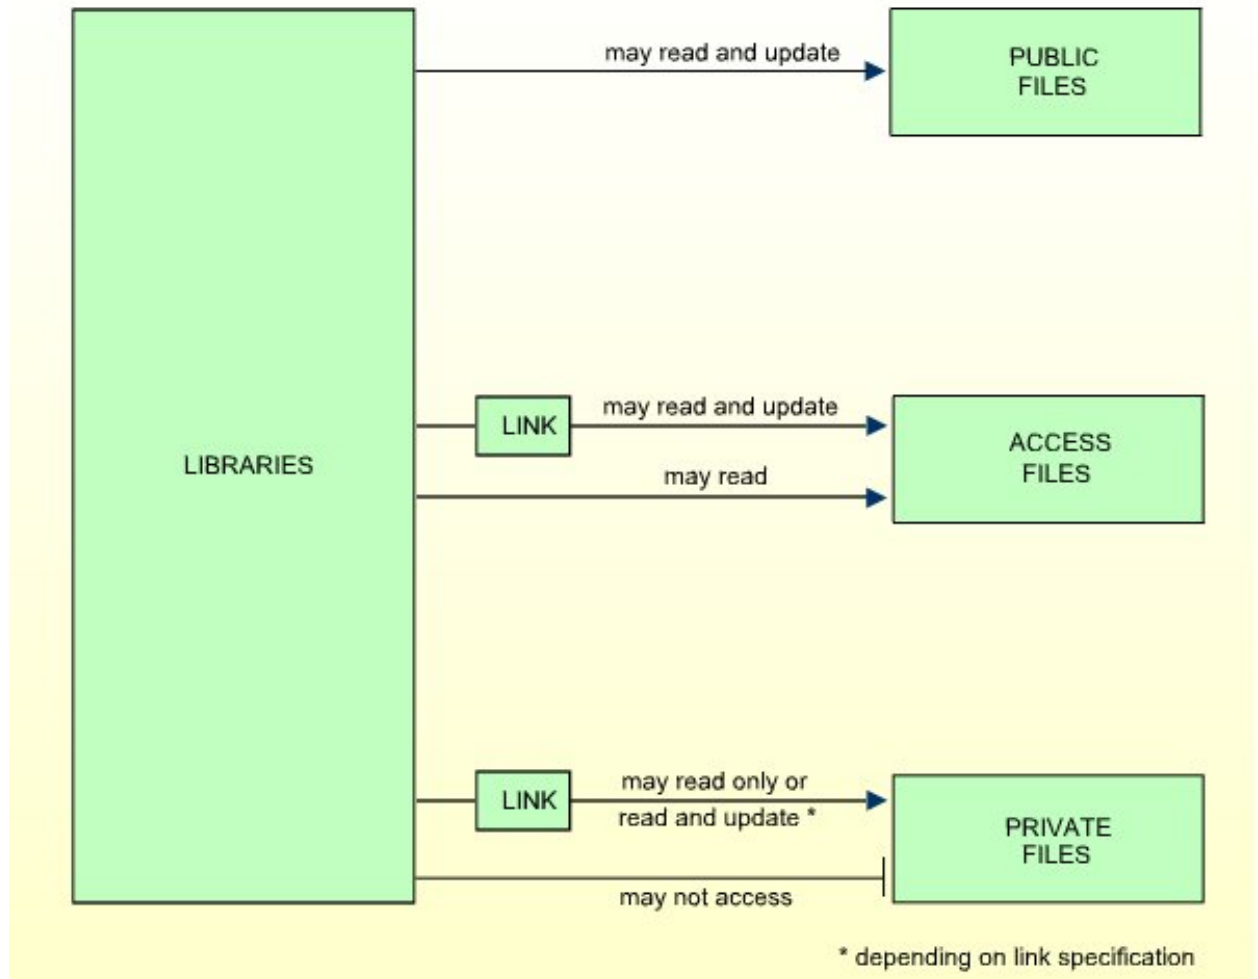 may read and update
PUBLIC
FILES
LIBRARIES
LINK
may read and update
may read
ACCESS
FILES
LINK
may read only or
read and update *
may not access
PRIVATE
FILES
* depending on link specification